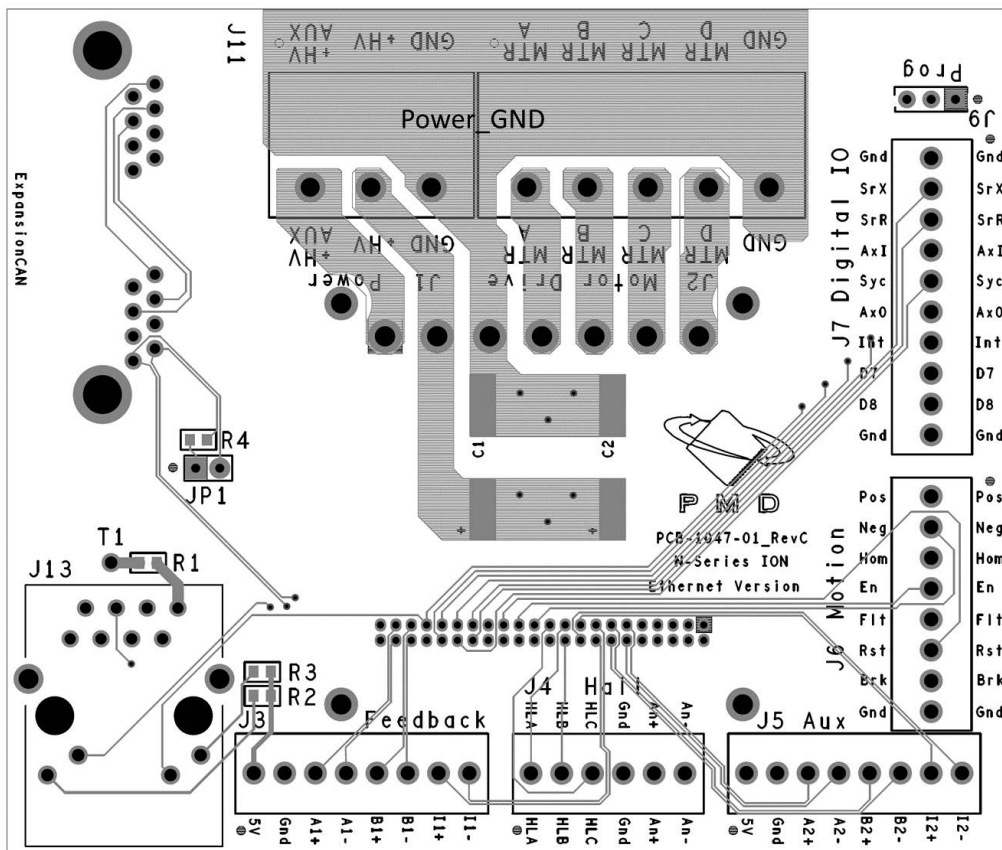 J11
+HV AUX
+HV
GND
MTR A
MTR B
MTR C
MTR D
GND
Power_GND
+HV AUX
+HV
GND
MTR A
MTR B
MTR C
MTR D
GND
Power
J1
Motor Drive
J2
Prog
J9
ExpansionCAN
J7 Digital IO
Gnd Gnd
SrX SrX
SrR SrR
AxI AxI
Syc Syc
AxO AxO
Int Int
D7 D7
D8 D8
Gnd Gnd
C1
C2
R4
JP1
PMD
PCB-1047-01_RevC
N-Series ION
Ethernet Version
J6 Motion
Pos Pos
Neg Neg
Hom Hom
En En
Flt Flt
Rst Rst
Brk Brk
Gnd Gnd
T1
R1
J13
R3
R2
J3 Feedback
J4 Hall
HLA
HLB
HLC
Gnd
An+
An-
J5 Aux
5V
Gnd
A1+
A1-
B1+
B1-
I1+
I1-
HLA
HLB
HLC
Gnd
An+
An-
5V
Gnd
A2+
A2-
B2+
B2-
I2+
I2-